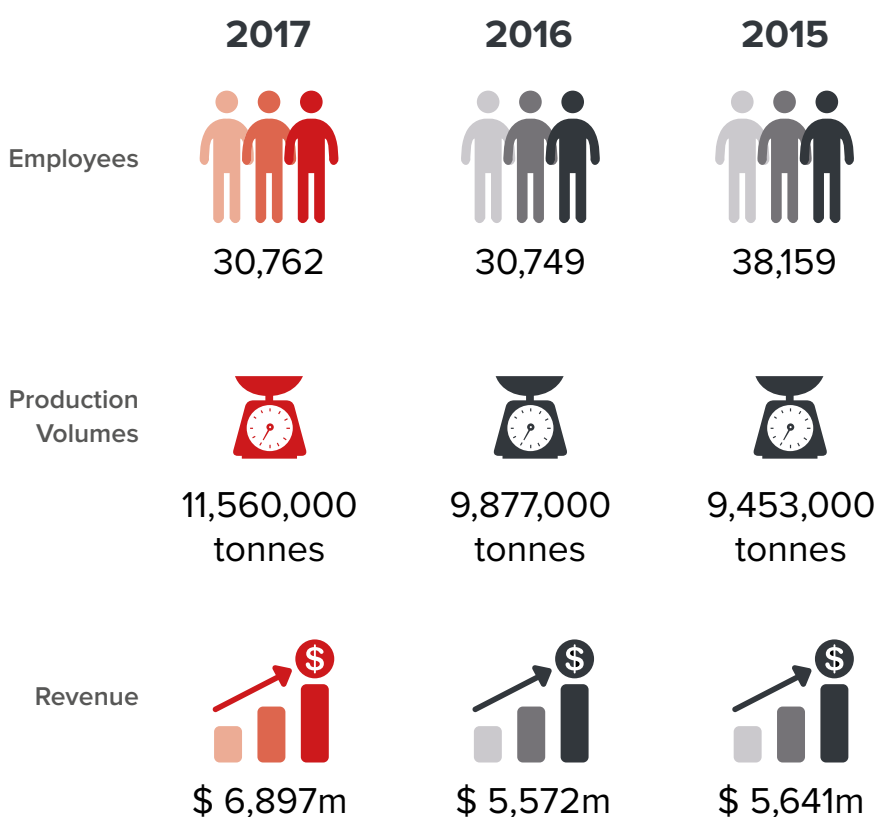 2017 2016 2015
Employees
30,762 30,749 38,159
Production
Volumes
11,560,000 9,877,000 9,453,000
tonnes tonnes tonnes
$ $ $
Revenue
$ 6,897m $ 5,572m $ 5,641m